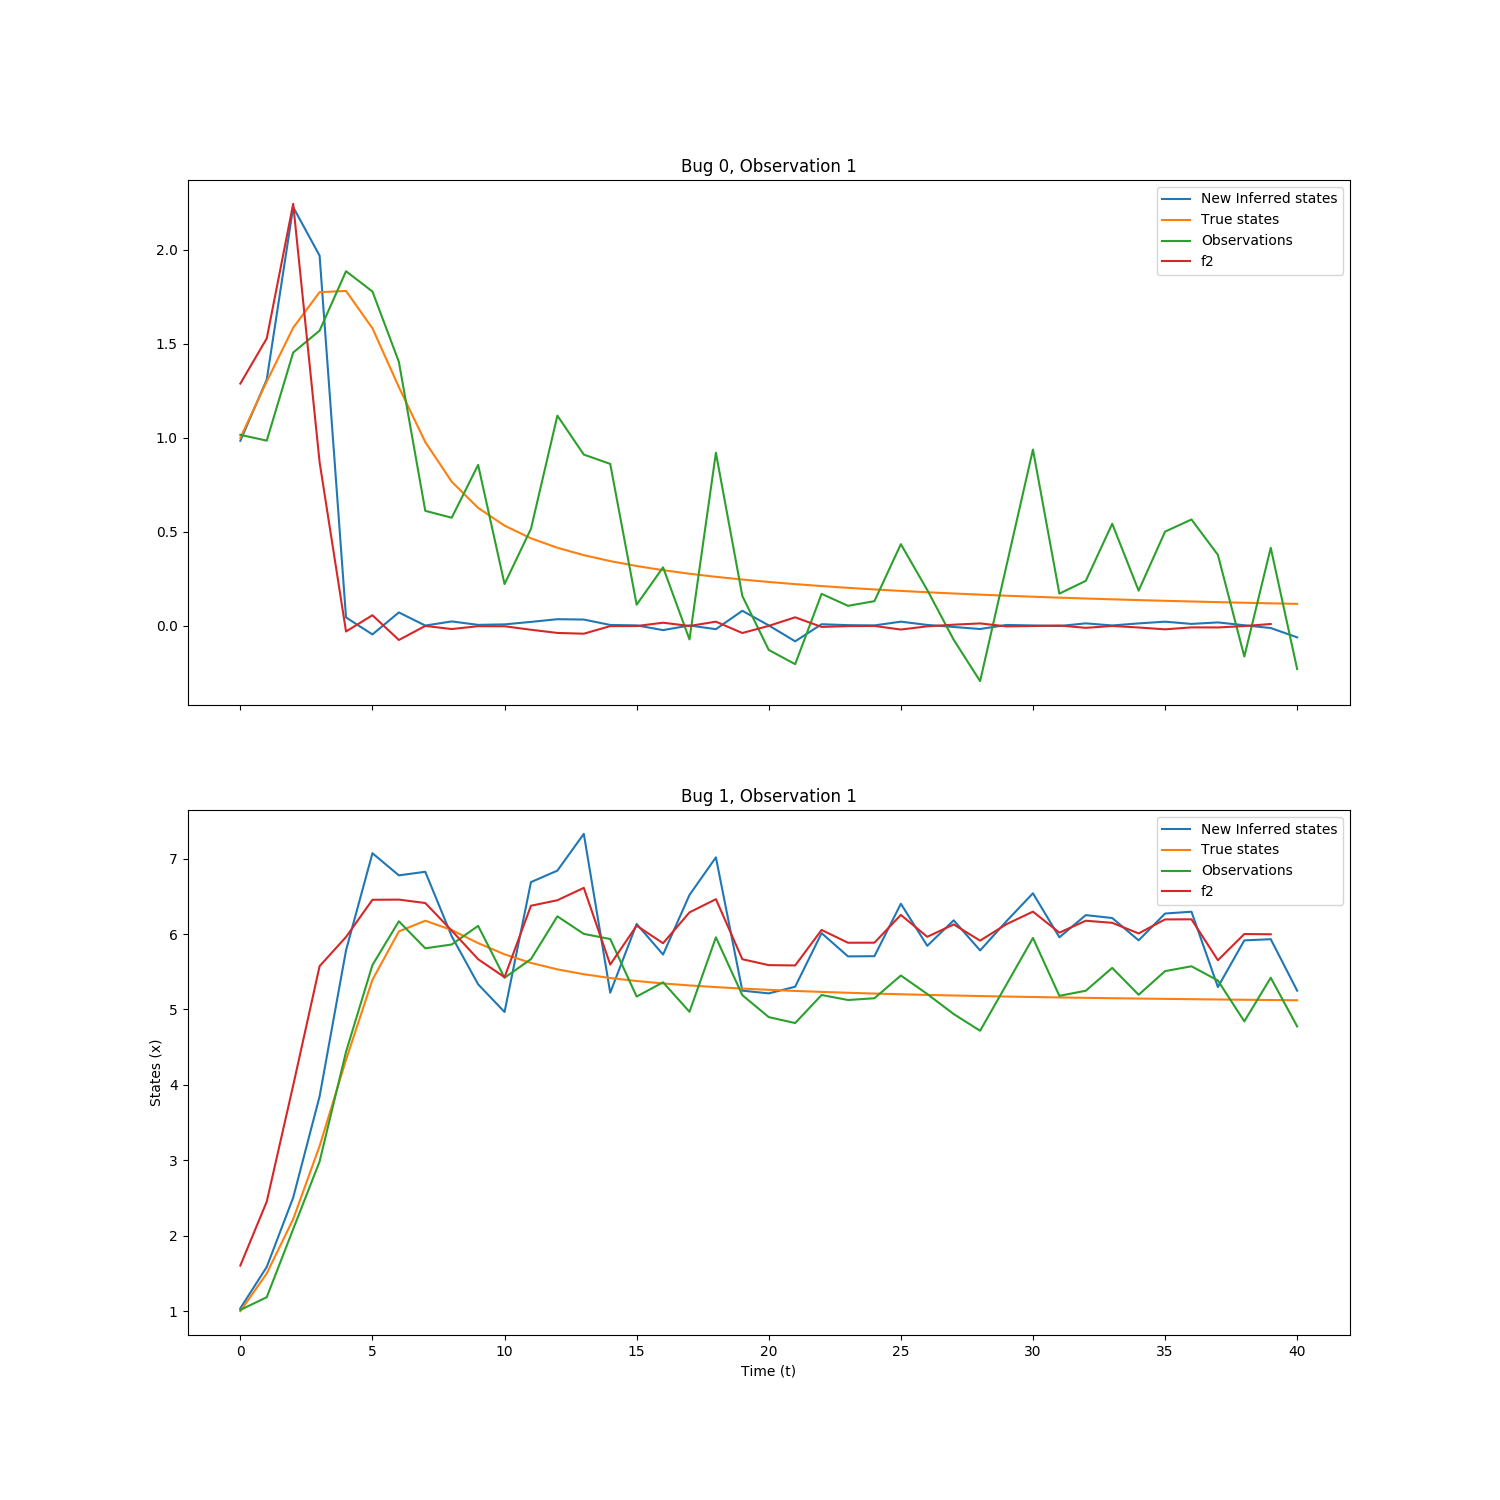 Bug 0, Observation 1
New Inferred states
True states
Observations
f2
2.0
1.5
1.0
0.5
0.0
Bug 1, Observation 1
New Inferred states
True states
Observations
f2
7
6
5
4
3
2
1
States (x)
0 5 10 15 20 25 30 35 40
Time (t)